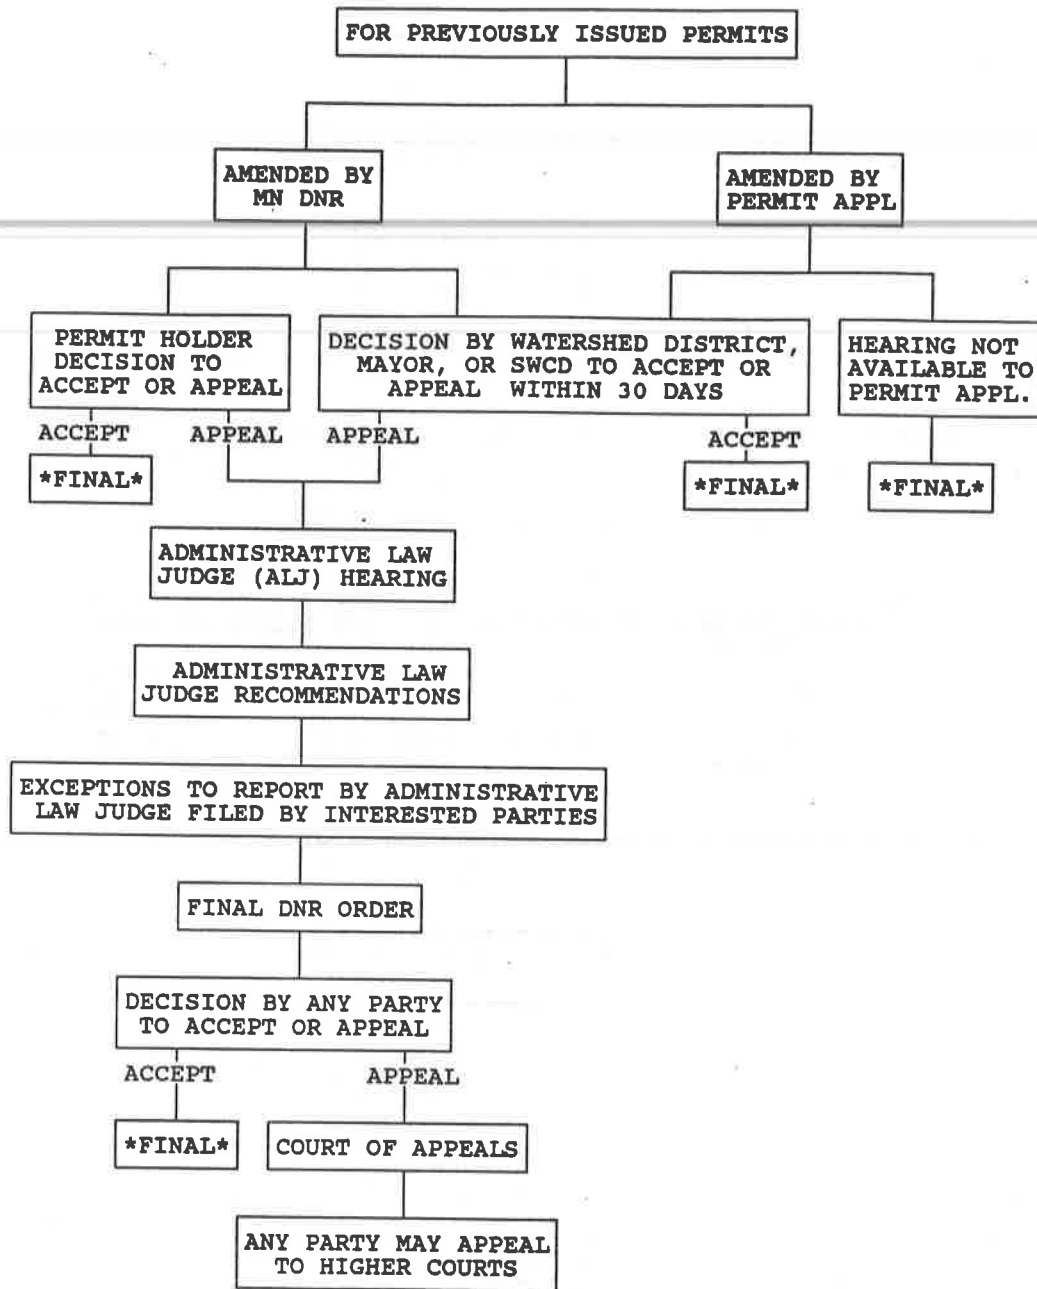 FOR PREVIOUSLY ISSUED PERMITS
AMENDED BY
MN DNR
AMENDED BY
PERMIT APPL
PERMIT HOLDER
DECISION TO
ACCEPT OR APPEAL
DECISION BY WATERSHED DISTRICT,
MAYOR, OR SWCD TO ACCEPT OR
APPEAL WITHIN 30 DAYS
HEARING NOT
AVAILABLE TO
PERMIT APPL.
ACCEPT
APPEAL
APPEAL
ACCEPT
*FINAL*
*FINAL*
*FINAL*
ADMINISTRATIVE LAW
JUDGE (ALJ) HEARING
ADMINISTRATIVE LAW
JUDGE RECOMMENDATIONS
EXCEPTIONS TO REPORT BY ADMINISTRATIVE
LAW JUDGE FILED BY INTERESTED PARTIES
FINAL DNR ORDER
DECISION BY ANY PARTY
TO ACCEPT OR APPEAL
ACCEPT
APPEAL
*FINAL*
COURT OF APPEALS
ANY PARTY MAY APPEAL
TO HIGHER COURTS